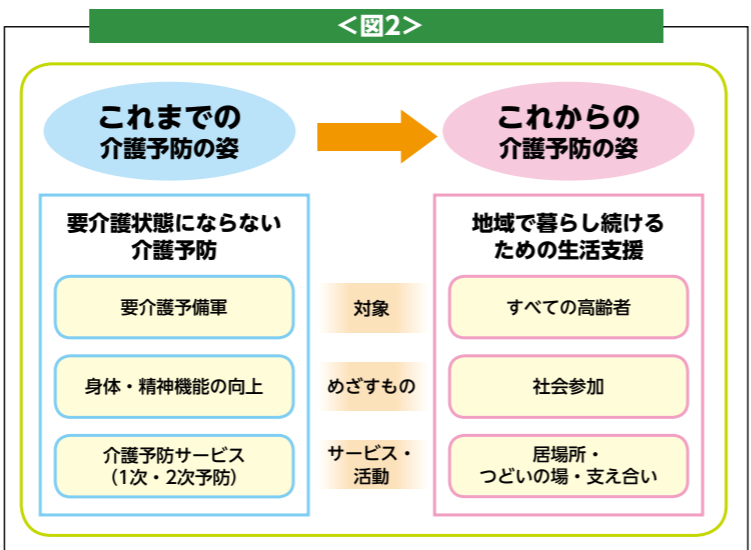 ＜図2＞
これまでの
介護予防の姿
これからの
介護予防の姿
要介護状態にならない
介護予防
地域で暮らし続ける
ための生活支援
要介護予備軍
対象
すべての高齢者
身体・精神機能の向上
めざすもの
社会参加
介護予防サービス
（1次・2次予防）
サービス・
活動
居場所・
つどいの場・支え合い